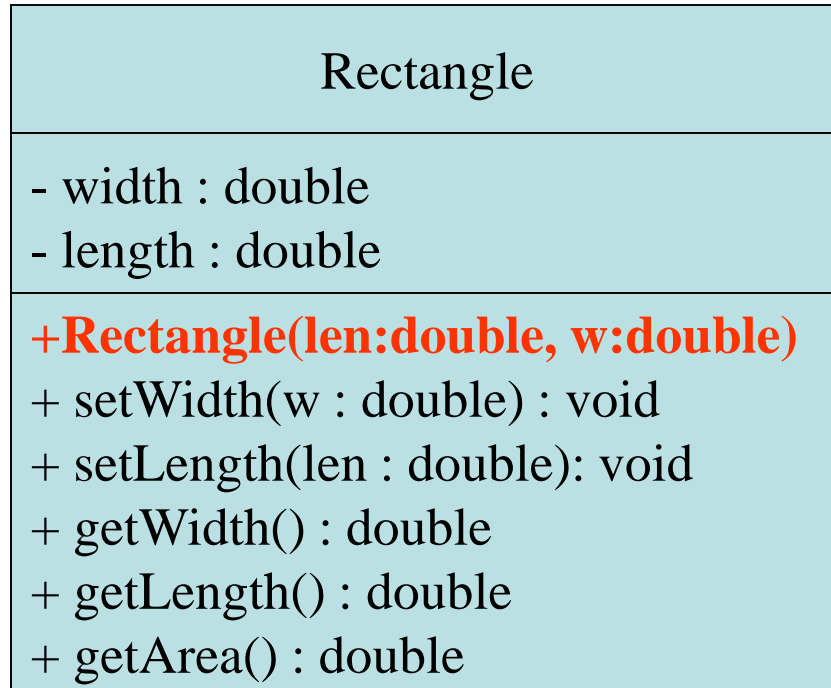 Rectangle
- width : double
- length : double
+Rectangle(len:double, w:double)
+ setWidth(w : double) : void
+ setLength(len : double): void
+ getWidth() : double
+ getLength() : double
+ getArea() : double